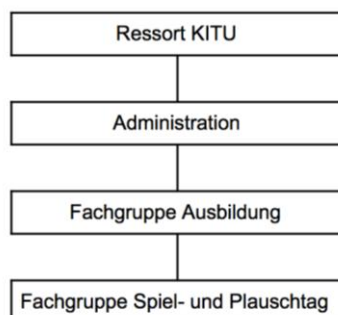 Ressort KITU
Administration
Fachgruppe Ausbildung
Fachgruppe Spiel- und Plauschtag